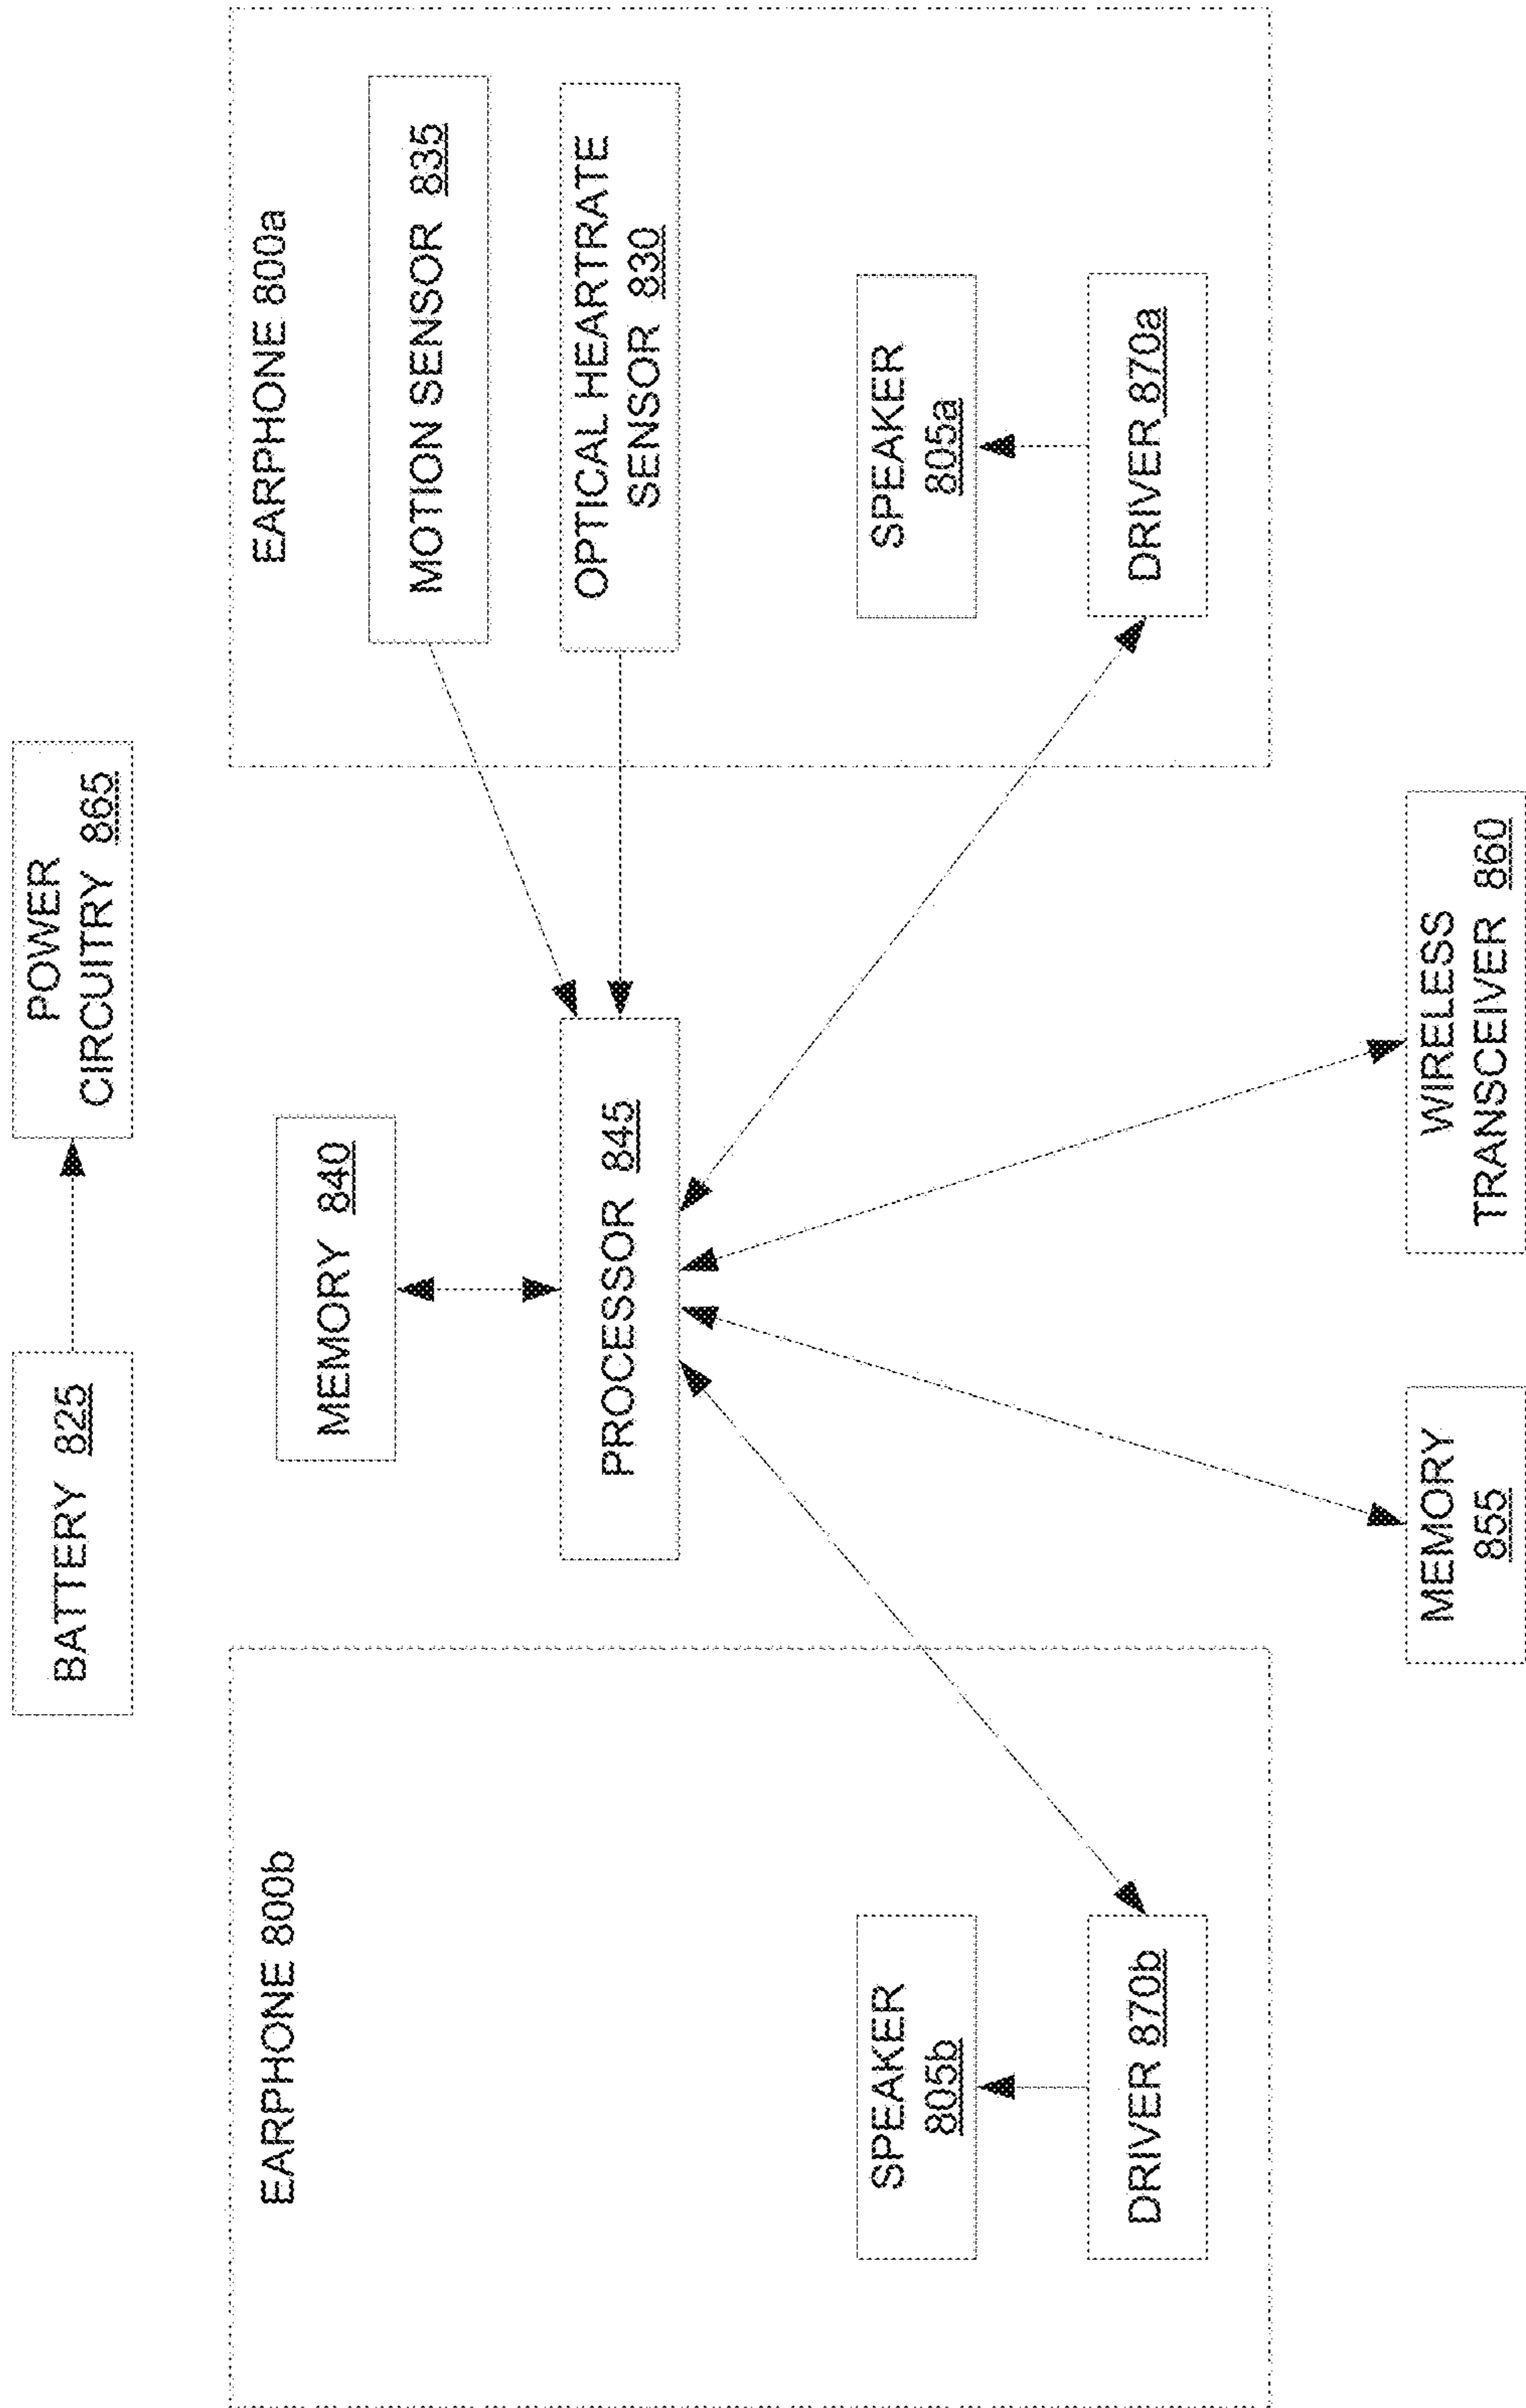 BATTERY 825
POWER
CIRCUITRY 865
EARPHONE 800b
SPEAKER
805b
DRIVER 870b
MEMORY 840
PROCESSOR 845
MEMORY
855
WIRELESS
TRANSCEIVER 860
EARPHONE 800a
MOTION SENSOR 835
OPTICAL HEARTRATE
SENSOR 830
SPEAKER
805a
DRIVER 870a